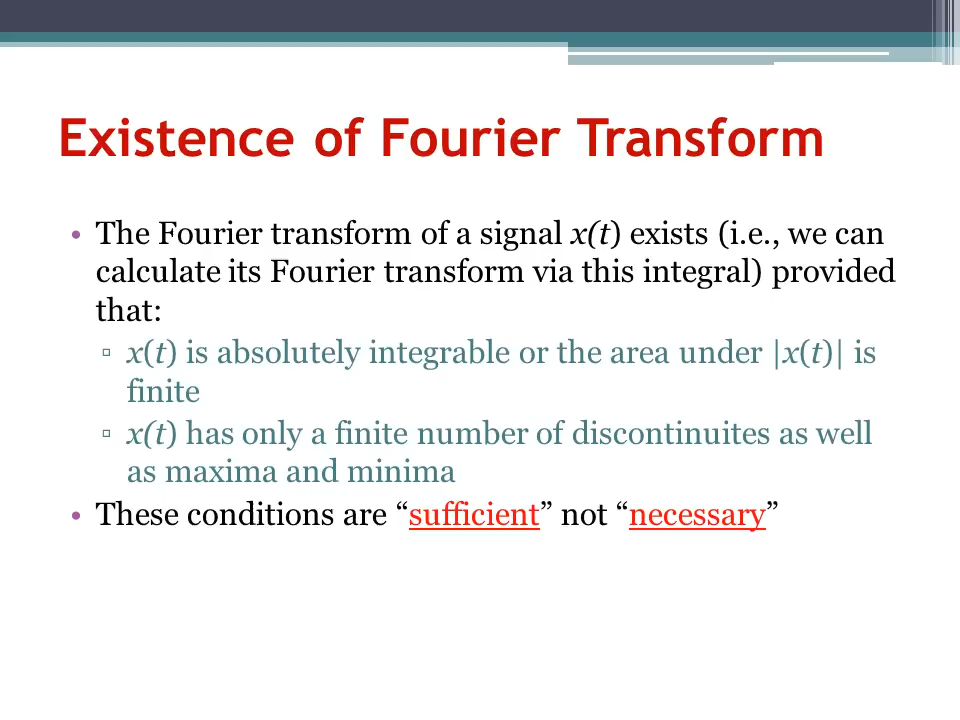 Existence of Fourier Transform
• The Fourier transform of a signal x(t) exists (i.e., we can
calculate its Fourier transform via this integral) provided
that:
▫ x(t) is absolutely integrable or the area under |x(t)| is
finite
▫ x(t) has only a finite number of discontinuites as well
as maxima and minima
• These conditions are “sufficient” not “necessary”